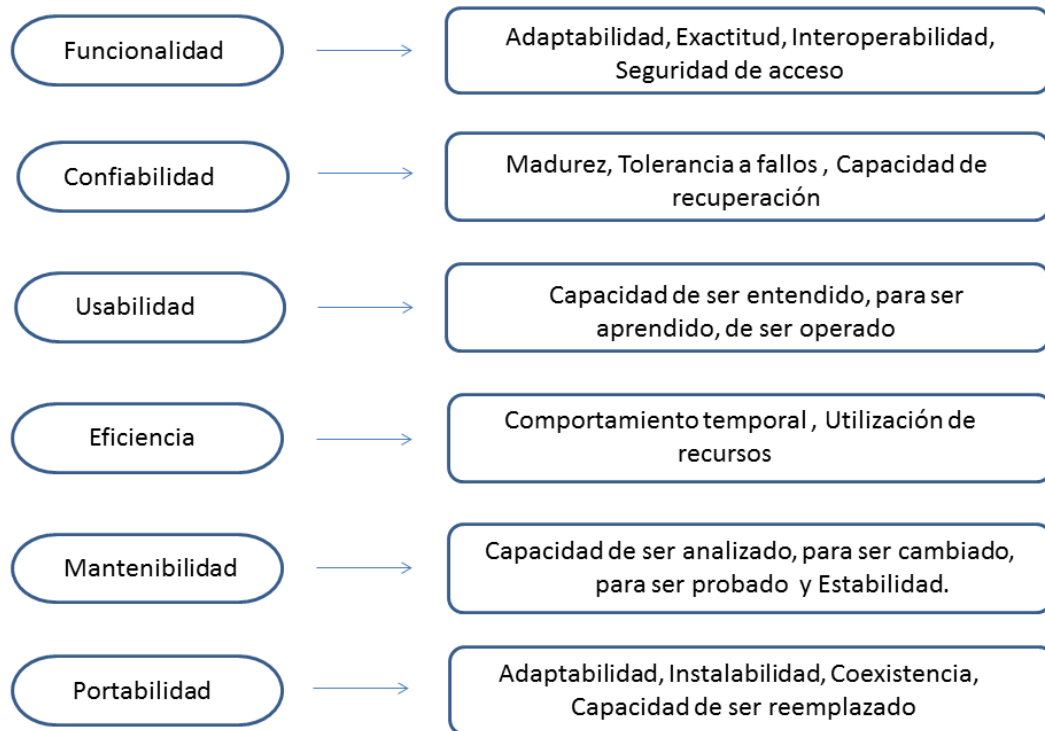 Funcionalidad
Adaptabilidad, Exactitud, Interoperabilidad,
Seguridad de acceso
Confiabilidad
Madurez, Tolerancia a fallos , Capacidad de
recuperación
Usabilidad
Capacidad de ser entendido, para ser
aprendido, de ser operado
Eficiencia
Comportamiento temporal , Utilización de
recursos
Mantenibilidad
Capacidad de ser analizado, para ser cambiado,
para ser probado y Estabilidad.
Portabilidad
Adaptabilidad, Instalabilidad, Coexistencia,
Capacidad de ser reemplazado